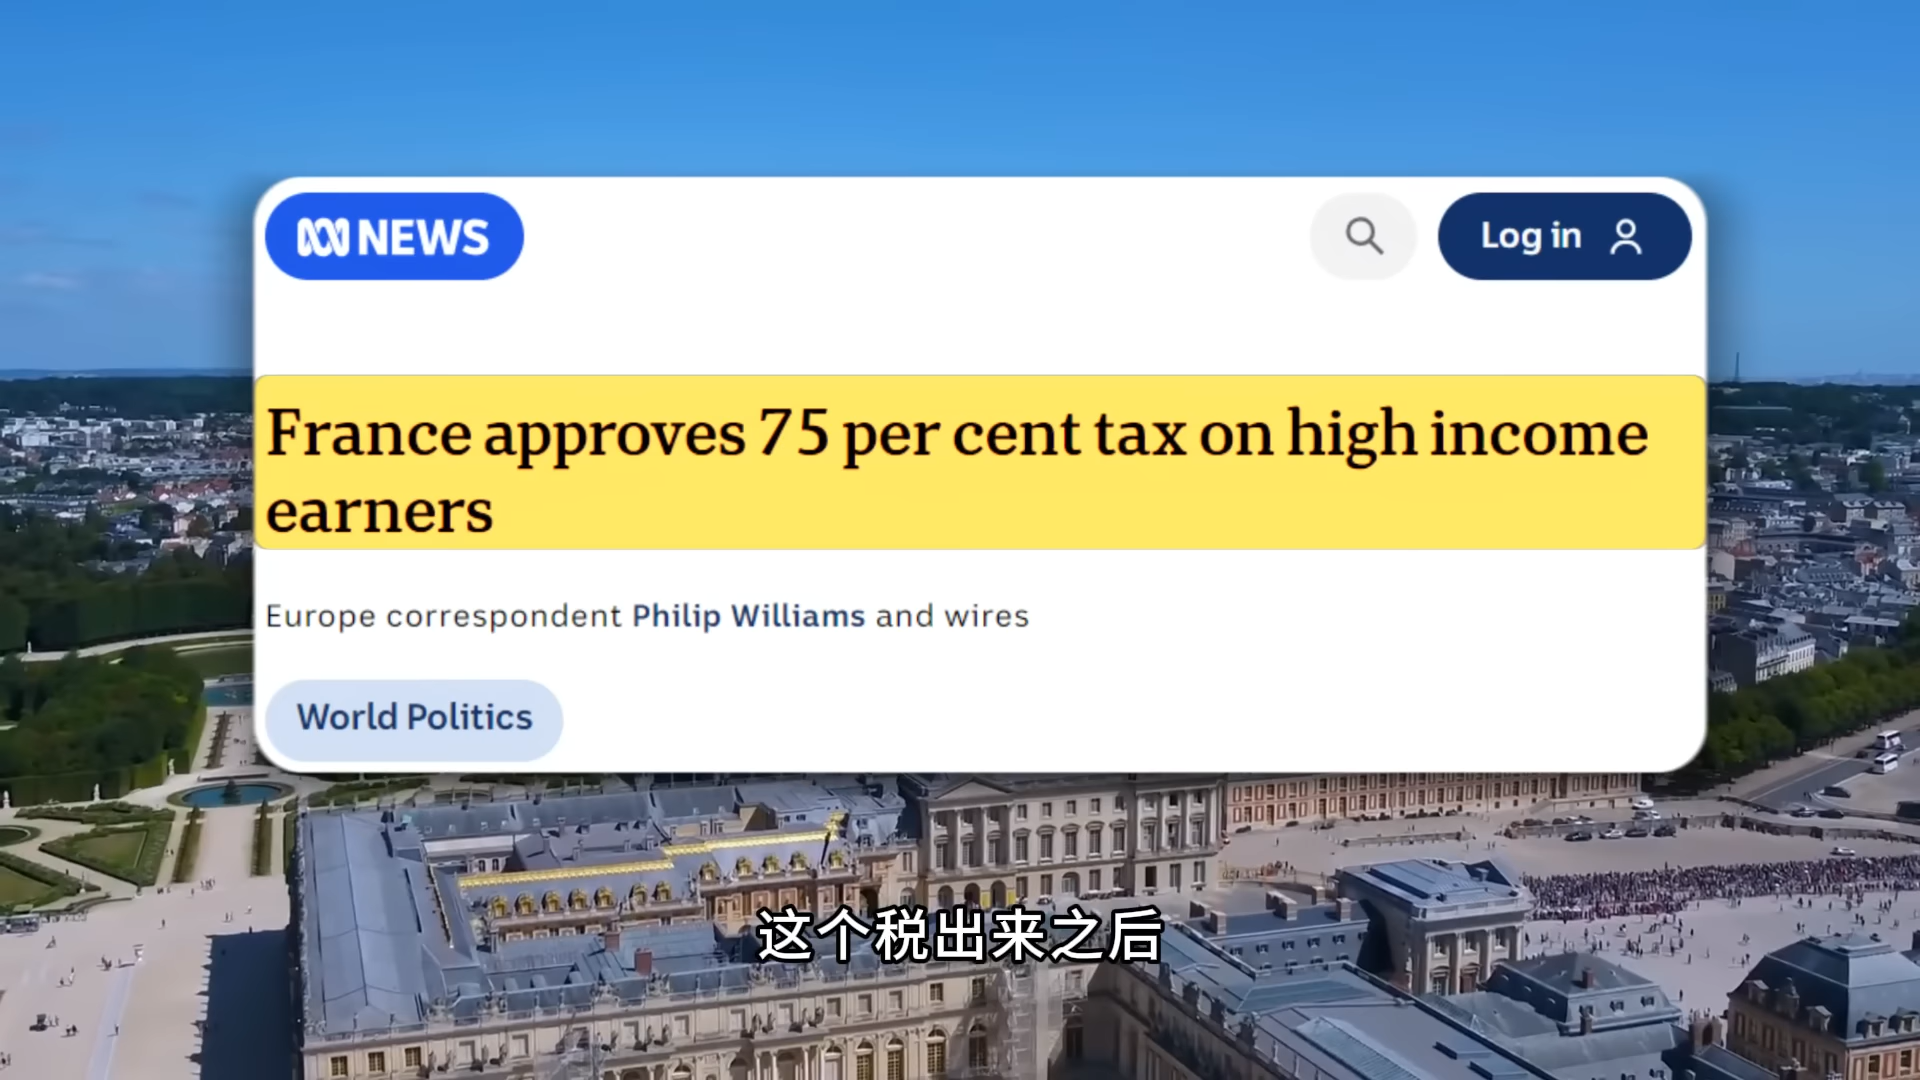 NEWS
Log in
France approves 75 per cent tax on high income
earners
Europe correspondent Philip Williams and wires
World Politics
这个税出来之后